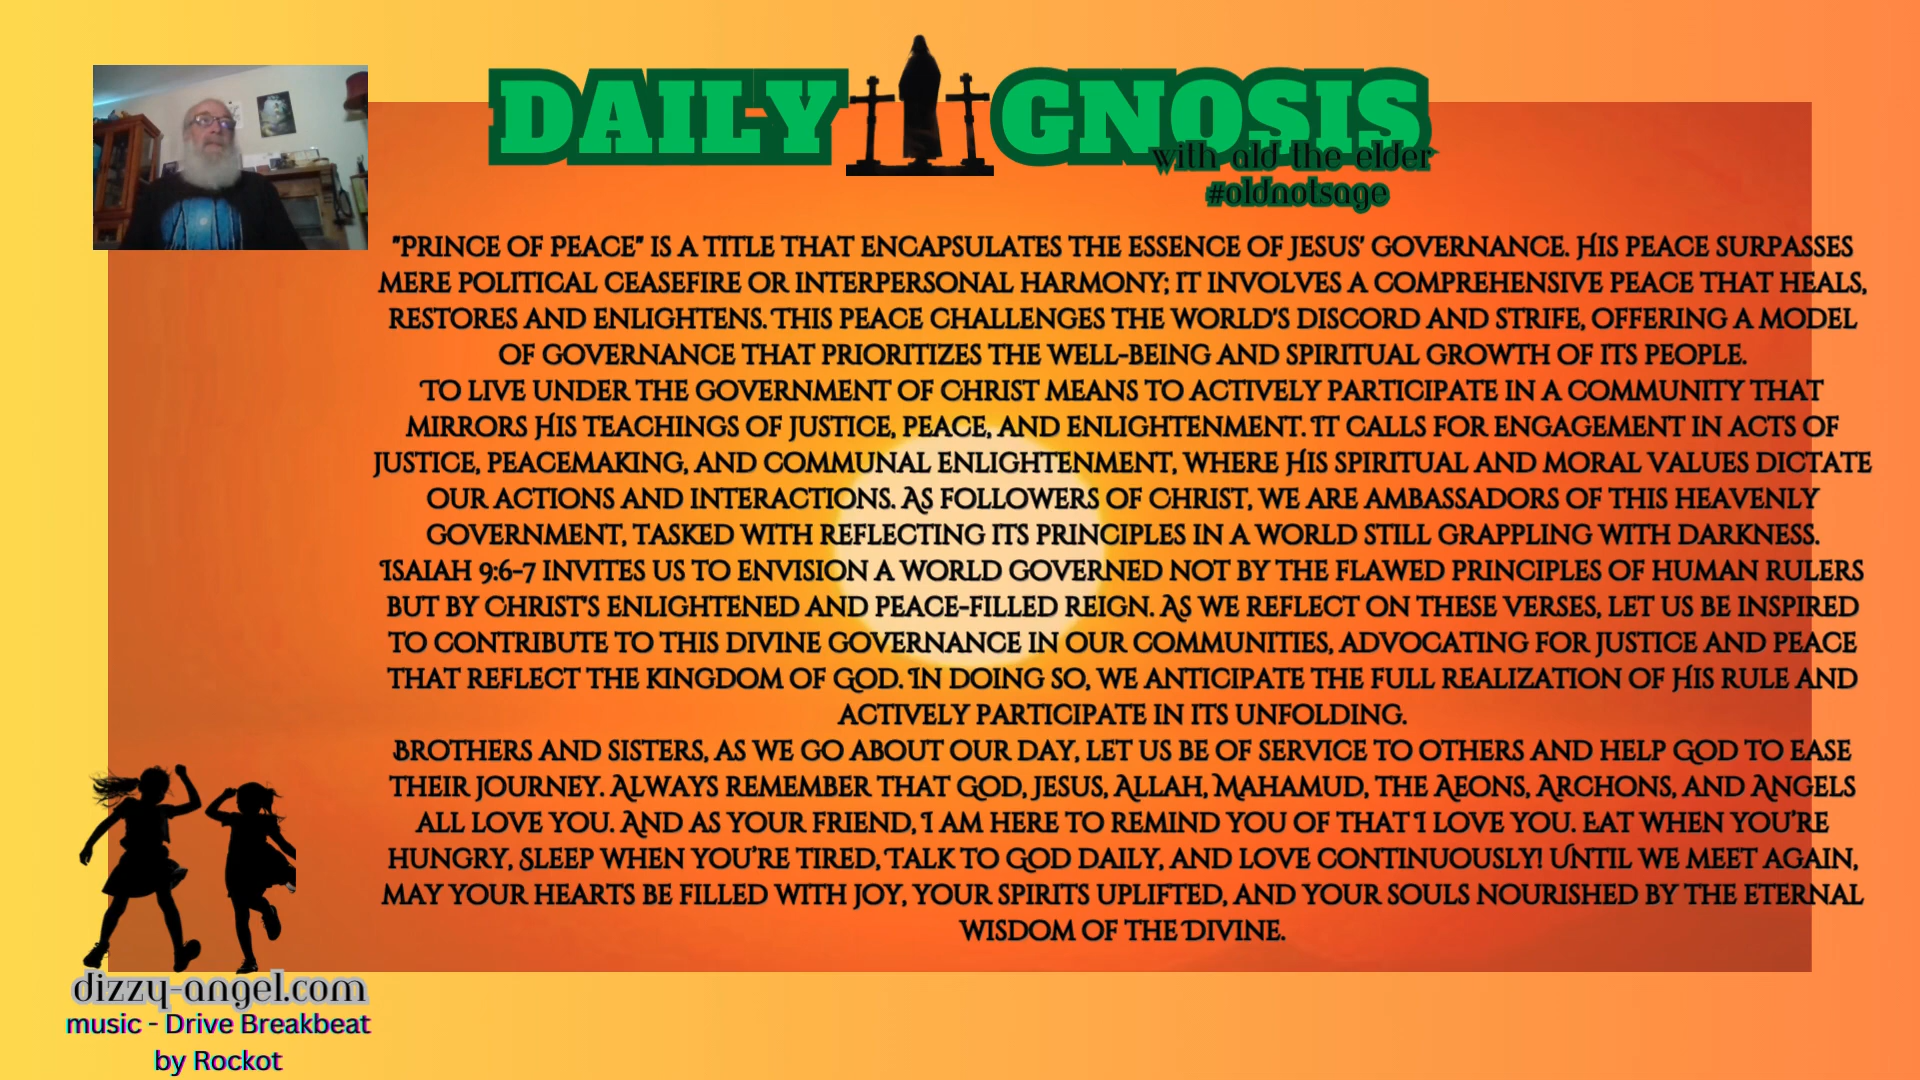 DAILY GNOSIS
with ald the elder
#oldnotsage
"PRINCE OF PEACE" IS A TITLE THAT ENCAPSULATES THE ESSENCE OF JESUS' GOVERNANCE. HIS PEACE SURPASSES
MERE POLITICAL CEASEFIRE OR INTERPERSONAL HARMONY; IT INVOLVES A COMPREHENSIVE PEACE THAT HEALS,
RESTORES AND ENLIGHTENS. THIS PEACE CHALLENGES THE WORLD'S DISCORD AND STRIFE, OFFERING A MODEL
OF GOVERNANCE THAT PRIORITIZES THE WELL-BEING AND SPIRITUAL GROWTH OF ITS PEOPLE.
TO LIVE UNDER THE GOVERNMENT OF CHRIST MEANS TO ACTIVELY PARTICIPATE IN A COMMUNITY THAT
MIRRORS HIS TEACHINGS OF JUSTICE, PEACE, AND ENLIGHTENMENT. IT CALLS FOR ENGAGEMENT IN ACTS OF
JUSTICE, PEACEMAKING, AND COMMUNAL ENLIGHTENMENT, WHERE HIS SPIRITUAL AND MORAL VALUES DICTATE
OUR ACTIONS AND INTERACTIONS. AS FOLLOWERS OF CHRIST, WE ARE AMBASSADORS OF THIS HEAVENLY
GOVERNMENT, TASKED WITH REFLECTING ITS PRINCIPLES IN A WORLD STILL GRAPPLING WITH DARKNESS.
ISAIAH 9:6-7 INVITES US TO ENVISION A WORLD GOVERNED NOT BY THE FLAWED PRINCIPLES OF HUMAN RULERS
BUT BY CHRIST'S ENLIGHTENED AND PEACE-FILLED REIGN. AS WE REFLECT ON THESE VERSES, LET US BE INSPIRED
TO CONTRIBUTE TO THIS DIVINE GOVERNANCE IN OUR COMMUNITIES, ADVOCATING FOR JUSTICE AND PEACE
THAT REFLECT THE KINGDOM OF GOD. IN DOING SO, WE ANTICIPATE THE FULL REALIZATION OF HIS RULE AND
ACTIVELY PARTICIPATE IN ITS UNFOLDING.
BROTHERS AND SISTERS, AS WE GO ABOUT OUR DAY, LET US BE OF SERVICE TO OTHERS AND HELP GOD TO EASE
THEIR JOURNEY. ALWAYS REMEMBER THAT GOD, JESUS, ALLAH, MAHAMUD, THE AEONS, ARCHONS, AND ANGELS
ALL LOVE YOU. AND AS YOUR FRIEND, I AM HERE TO REMIND YOU OF THAT I LOVE YOU. EAT WHEN YOU'RE
HUNGRY, SLEEP WHEN YOU'RE TIRED, TALK TO GOD DAILY, AND LOVE CONTINUOUSLY! UNTIL WE MEET AGAIN,
MAY YOUR HEARTS BE FILLED WITH JOY, YOUR SPIRITS UPLIFTED, AND YOUR SOULS NOURISHED BY THE ETERNAL
WISDOM OF THE DIVINE.
dizzy-angel.com
music - Drive Breakbeat
by Rockot